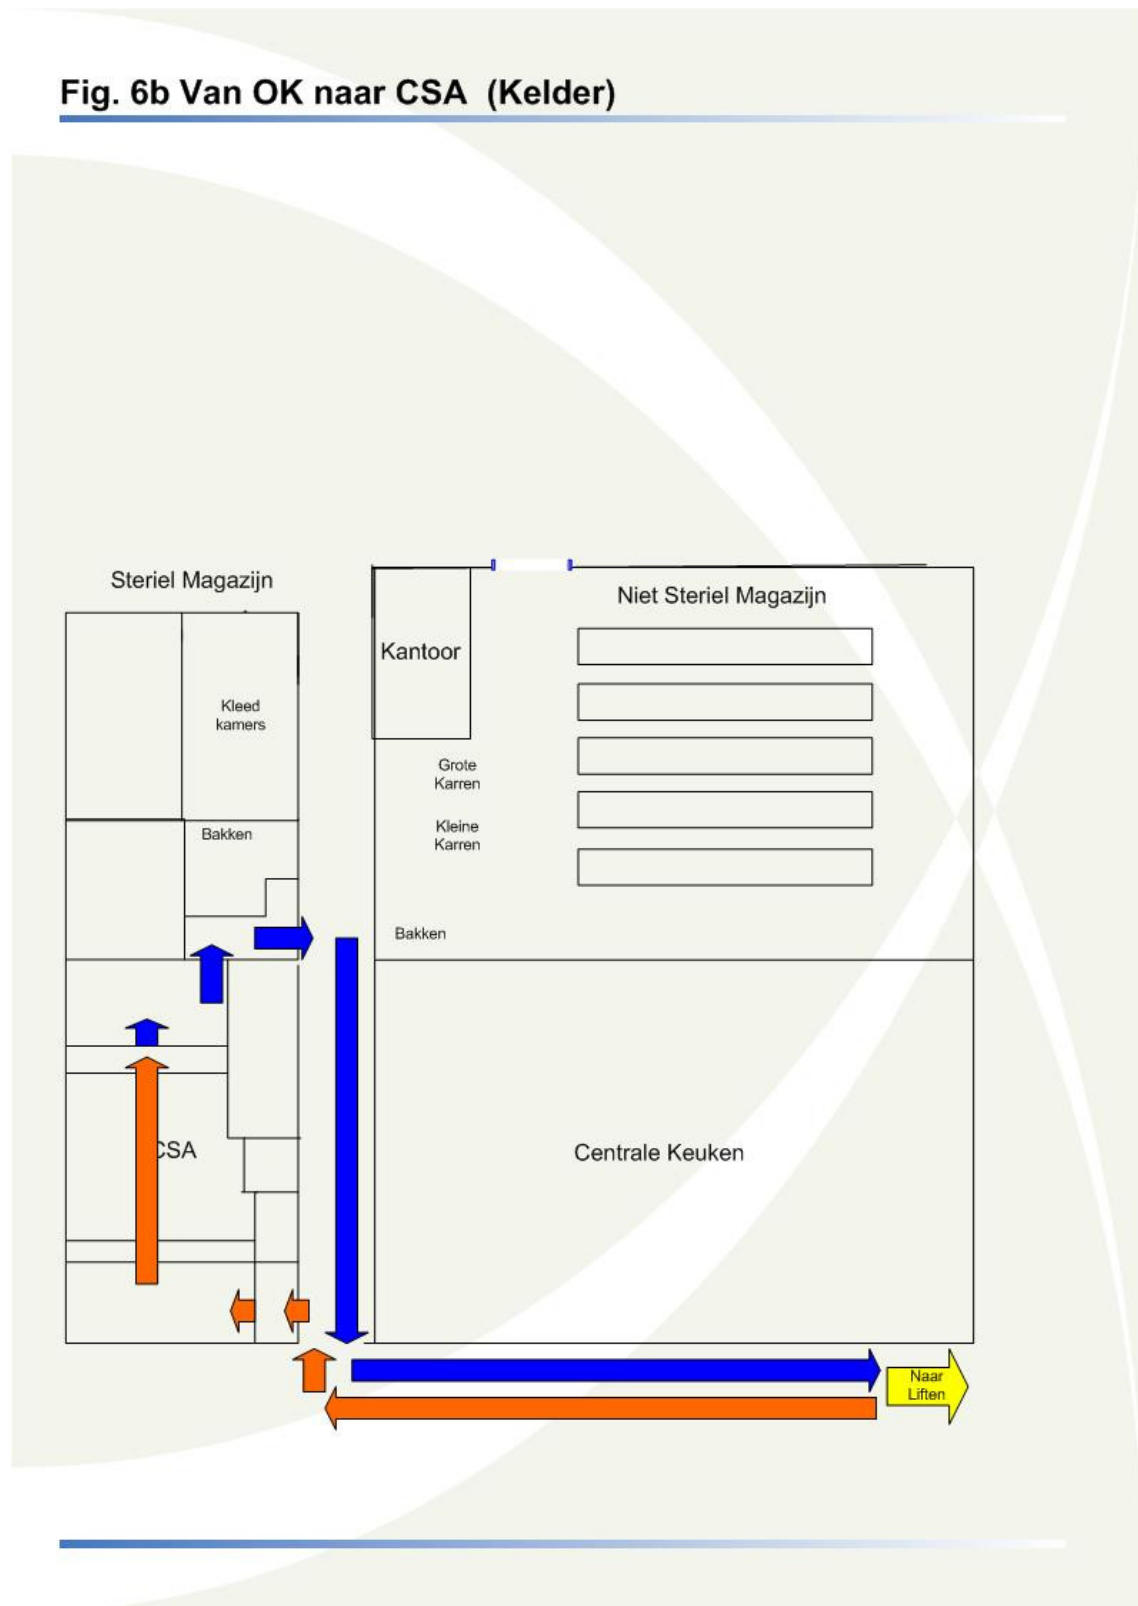 Fig. 6b Van OK naar CSA (Kelder)
Steriel Magazijn
Niet Steriel Magazijn
Kantoor
Kleed
kamers
Grote
Karren
Kleine
Karren
Bakken
Bakken
CSA
Centrale Keuken
Naar
Liften